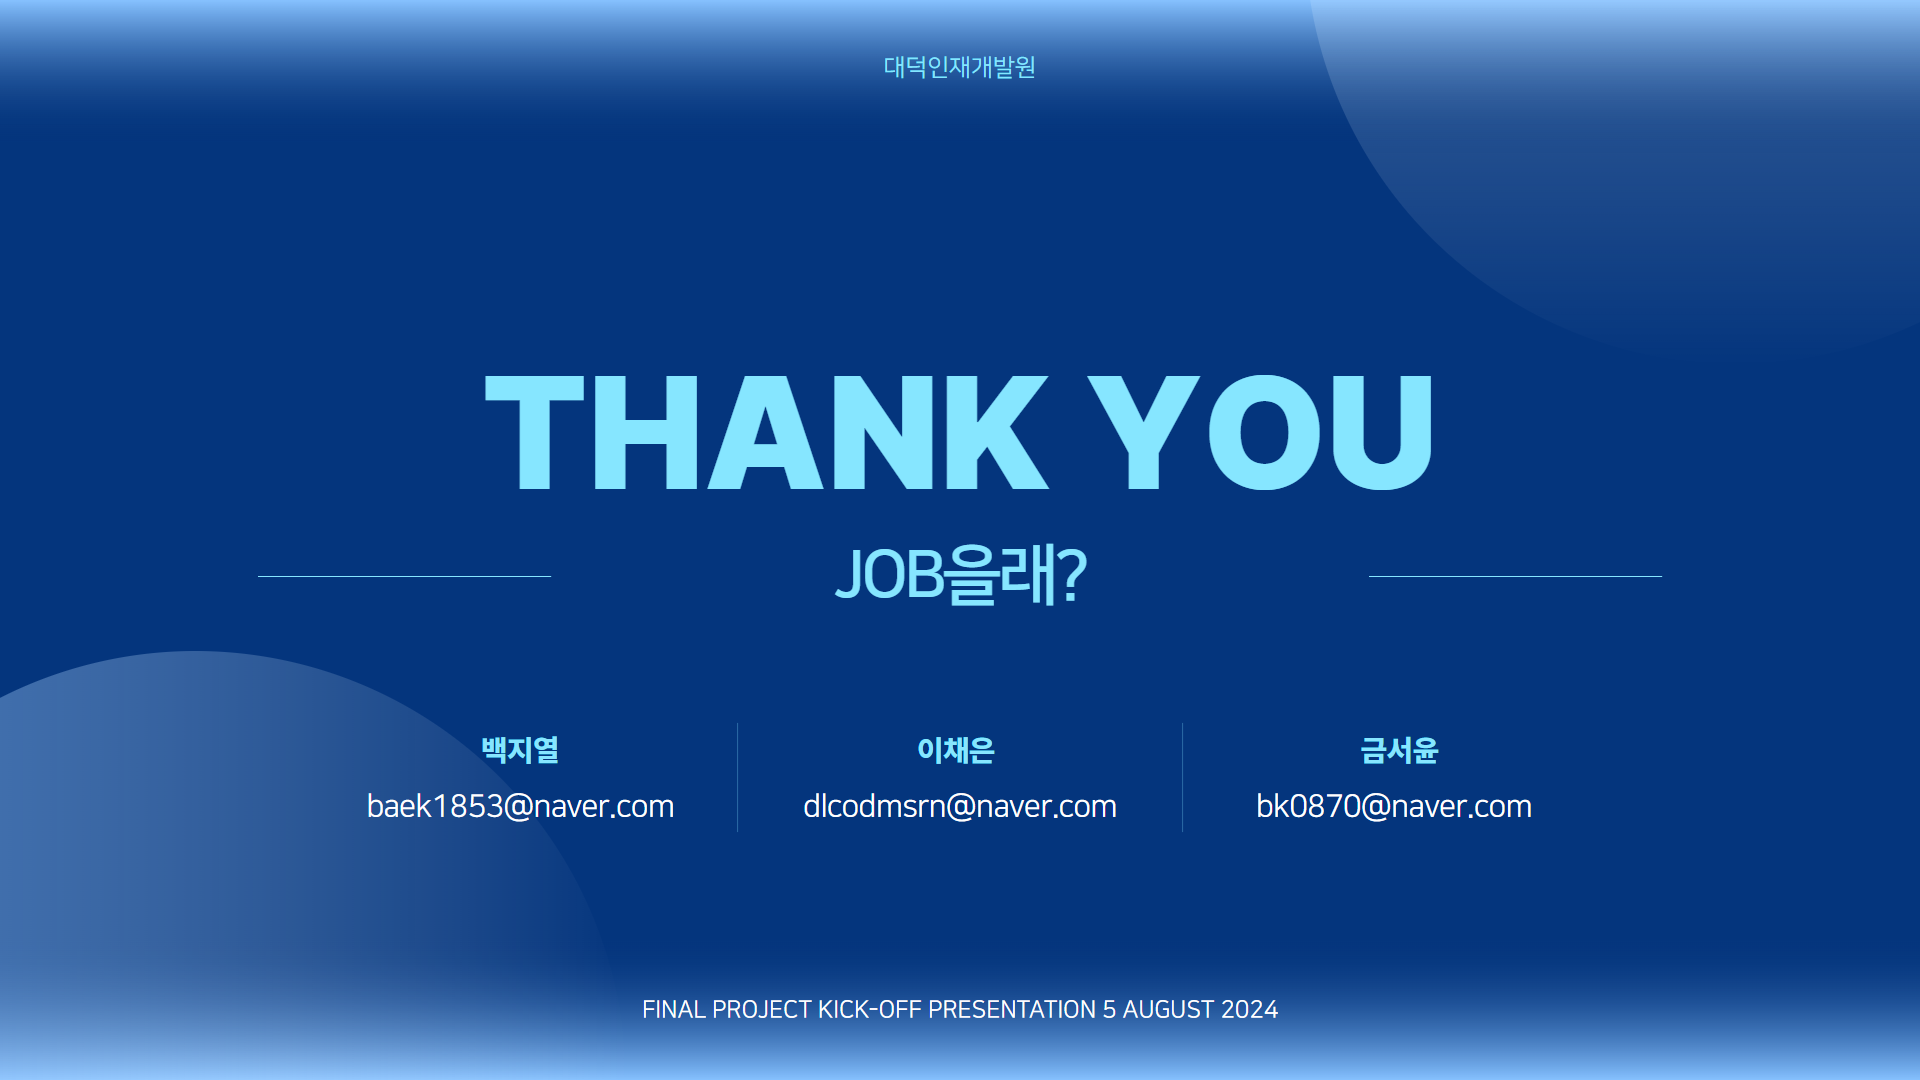 대덕인재개발원
THANK YOU
JOB을래?
백지열
baek1853@naver.com
이채은
dlcodmsrn@naver.com
금서윤
bk0870@naver.com
FINAL PROJECT KICK-OFF PRESENTATION 5 AUGUST 2024